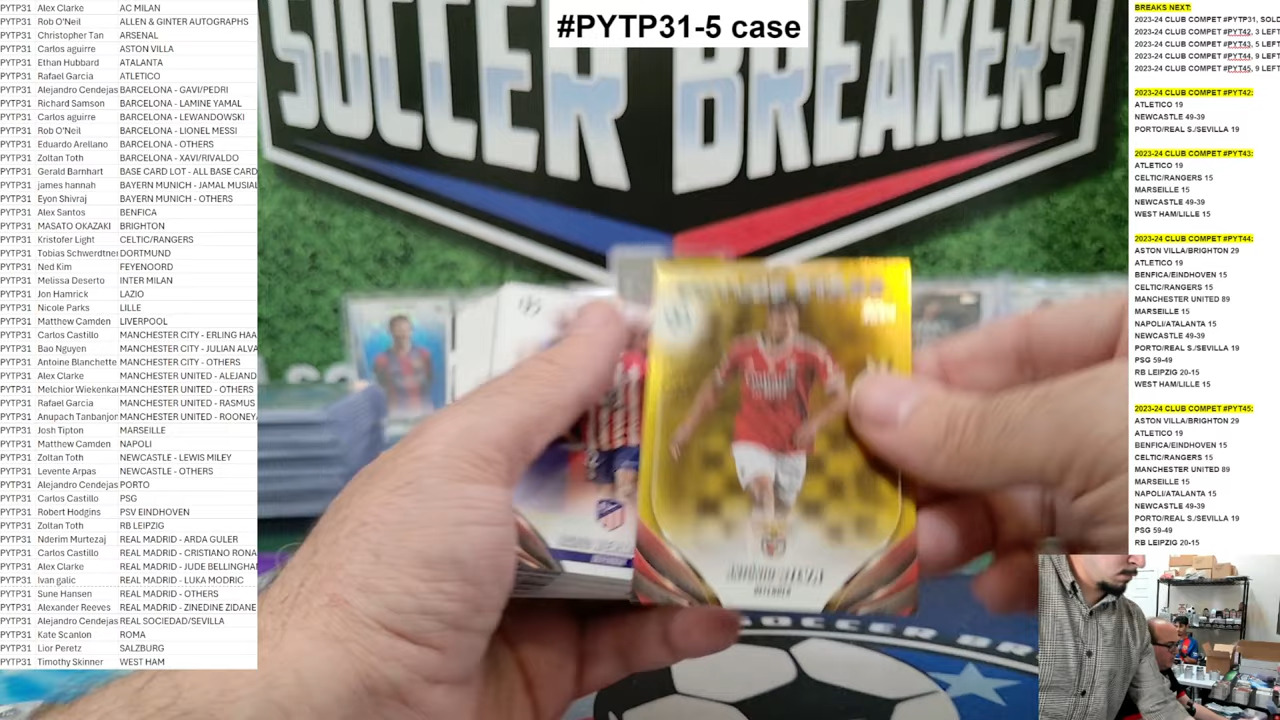 #PYTP31-5 case
PYTP31 Alex Clarke AC MILAN
PYTP31 Rob O'Neil ALLEN & GINTER AUTOGRAPHS
PYTP31 Christopher Tan ARSENAL
PYTP31 Carlos aguirre ASTON VILLA
PYTP31 Ethan Hubbard ATALANTA
PYTP31 Rafael Garcia ATLETICO
PYTP31 Alejandro Cendejas BARCELONA - GAVI/PEDRI
PYTP31 Richard Samson BARCELONA - LAMINE YAMAL
PYTP31 Carlos aguirre BARCELONA - LEWANDOWSKI
PYTP31 Rob O'Neil BARCELONA - LIONEL MESSI
PYTP31 Eduardo Arellano BARCELONA - OTHERS
PYTP31 Zoltan Toth BARCELONA - XAVI/RIVALDO
PYTP31 Gerald Barnhart BARCELONA CARD LOT - ALL BASE CARD
PYTP31 james hannah BAYERN MUNICH - JAMAL MUSIAL
PYTP31 Eyon Shivraj BAYERN MUNICH - OTHERS
PYTP31 Alex Santos BENFICA
PYTP31 MASATO OKAZAKI BRIGHTON
PYTP31 Kristofer Light CELTIC/RANGERS
PYTP31 Tobias Schwerdtner DORTMUND
PYTP31 Ned Kim FEYENOORD
PYTP31 Melissa Deserto INTER MILAN
PYTP31 Jon Hamrick LAZIO
PYTP31 Nicole Parks LILLE
PYTP31 Matthew Camden LIVERPOOL
PYTP31 Carlos Castillo MANCHESTER CITY - ERLING HAA
PYTP31 Bao Nguyen MANCHESTER CITY - JULIAN ALVA
PYTP31 Antoine Blanchette MANCHESTER CITY - OTHERS
PYTP31 Alex Clarke MANCHESTER UNITED - ALEJAND
PYTP31 Melchior Wiekenkai MANCHESTER UNITED - OTHERS
PYTP31 Rafael Garcia MANCHESTER UNITED - RASMUS
PYTP31 Anupach Tanbanjon MANCHESTER UNITED - ROONEY
PYTP31 Josh Tipton MARSEILLE
PYTP31 Matthew Camden NAPOLI
PYTP31 Zoltan Toth NEWCASTLE - LEWIS MILEY
PYTP31 Levente Arpas NEWCASTLE - OTHERS
PYTP31 Alejandro Cendejas PORTO
PYTP31 Carlos Castillo PSG
PYTP31 Robert Hodgins PSV EINDHOVEN
PYTP31 Zoltan Toth RB LEIPZIG
PYTP31 Nderim Murtezaj REAL MADRID - ARDA GULER
PYTP31 Carlos Castillo REAL MADRID - CRISTIANO RONA
PYTP31 Alex Clarke REAL MADRID - JUDE BELLINGHA
PYTP31 Ivan galic REAL MADRID - LUKA MODRIC
PYTP31 Sune Hansen REAL MADRID - OTHERS
PYTP31 Alexander Reeves REAL MADRID - ZINEDINE ZIDANE
PYTP31 Alejandro Cendejas REAL SOCIEDAD/SEVILLA
PYTP31 Kate Scanlon ROMA
PYTP31 Lior Peretz SALZBURG
PYTP31 Timothy Skinner WEST HAM
SOCCER BREAKERS
SOCCER BR
BREAKS NEXT:
2023-24 CLUB COMPET #PYTP31, SOLD
2023-24 CLUB COMPET #PYT42, 3 LEFT
2023-24 CLUB COMPET #PYT43, 5 LEFT
2023-24 CLUB COMPET #PYT44, 9 LEFT
2023-24 CLUB COMPET #PYT45, 9 LEFT
2023-24 CLUB COMPET #PYT42:
ATLETICO 19
NEWCASTLE 49-39
PORTO/REAL S./SEVILLA 19
2023-24 CLUB COMPET #PYT43:
ATLETICO 19
CELTIC/RANGERS 15
MARSEILLE 15
NEWCASTLE 49-39
WEST HAM/LILLE 15
2023-24 CLUB COMPET #PYT44:
ASTON VILLA/BRIGHTON 29
ATLETICO 19
BENFICA/EINDHOVEN 15
CELTIC/RANGERS 15
MANCHESTER UNITED 89
MARSEILLE 15
NAPOLI/ATALANTA 15
NEWCASTLE 49-39
PORTO/REAL S./SEVILLA 19
PSG 59-49
RB LEIPZIG 20-15
WEST HAM/LILLE 15
2023-24 CLUB COMPET #PYT45:
ASTON VILLA/BRIGHTON 29
ATLETICO 19
BENFICA/EINDHOVEN 15
CELTIC/RANGERS 15
MANCHESTER UNITED 89
MARSEILLE 15
NAPOLI/ATALANTA 15
NEWCASTLE 49-39
PORTO/REAL S./SEVILLA 19
PSG 59-49
RB LEIPZIG 20-15